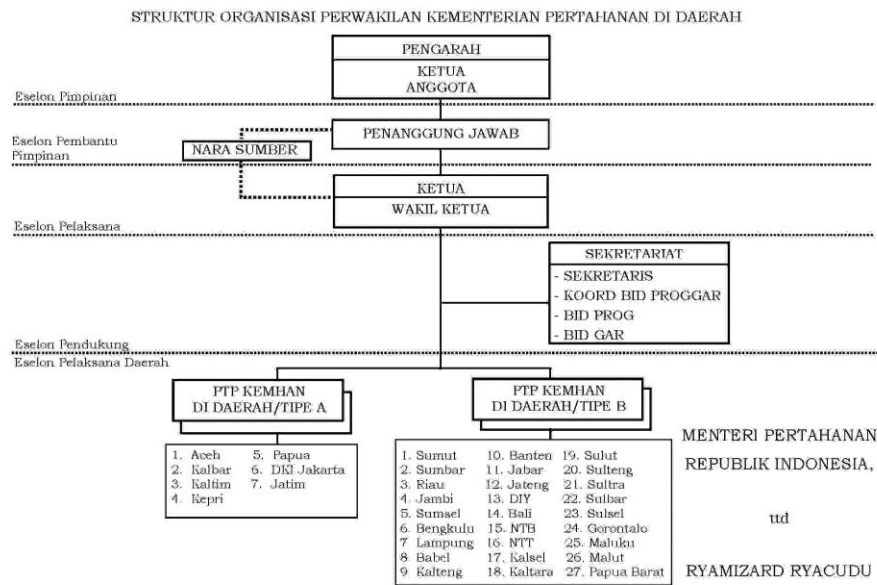 STRUKTUR ORGANISASI PERWAKILAN KEMENTERIAN PERTAHANAN DI DAERAH
PENGARAH
KETUA
ANGGOTA
Eselon Pimpinan
PENANGGUNG JAWAB
Eselon Pembantu
Pimpinan
NARA SUMBER
KETUA
WAKIL KETUA
Eselon Pelaksana
SEKRETARIAT
- SEKRETARIS
- KOORD BID PROGGAR
- BID PROG
- BID GAR
Eselon Pendukung
Eselon Pelaksana Daerah
PTP KEMHAN
DI DAERAH/TIPE A
1. Aceh
2. Kalbar
3. Kaltim
4. Kepri
5. Papua
6. DKI Jakarta
7. Jatim
PTP KEMHAN
DI DAERAH/TIPE B
1. Sumut
2. Sumbar
3. Riau
4. Jambi
5. Sumsel
6. Bengkulu
7 Lampung
8 Babel
9 Kalteng
10. Banten
11. Jabar
12. Jateng
13. DIY
14. Bali
15. NTB
16. NTT
17. Kalsel
18. Kaltara
19. Sulut
20. Sulteng
21. Sultra
22. Sulbar
23. Sulsel
24. Gorontalo
25. Maluku
26. Malut
27. Papua Barat
MENTERI PERTAHANAN
REPUBLIK INDONESIA,
ttd
RYAMIZARD RYACUDU